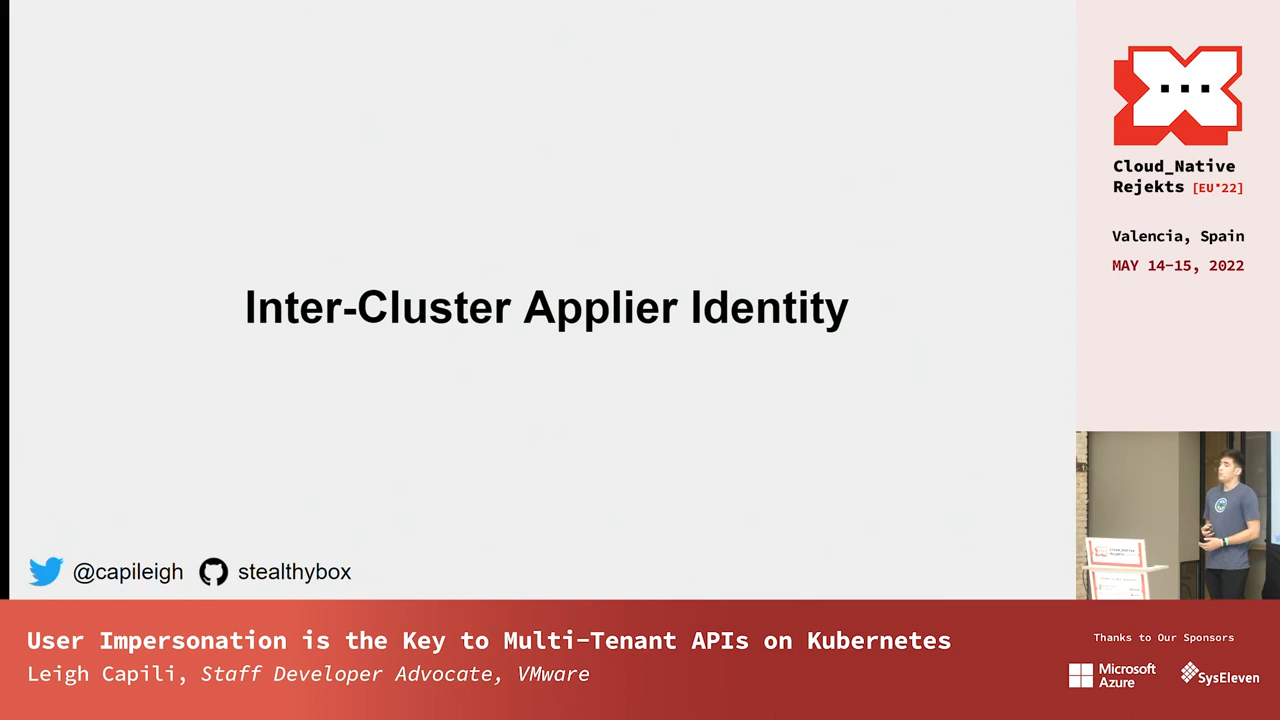 Inter-Cluster Applier Identity
@capileigh stealthybox
Cloud_Native
Rejekts [EU*22]
Valencia, Spain
MAY 14-15, 2022
User Impersonation is the Key to Multi-Tenant APIs on Kubernetes
Leigh Capili, Staff Developer Advocate, VMware
Thanks to Our Sponsors
Microsoft
Azure
SysEleven